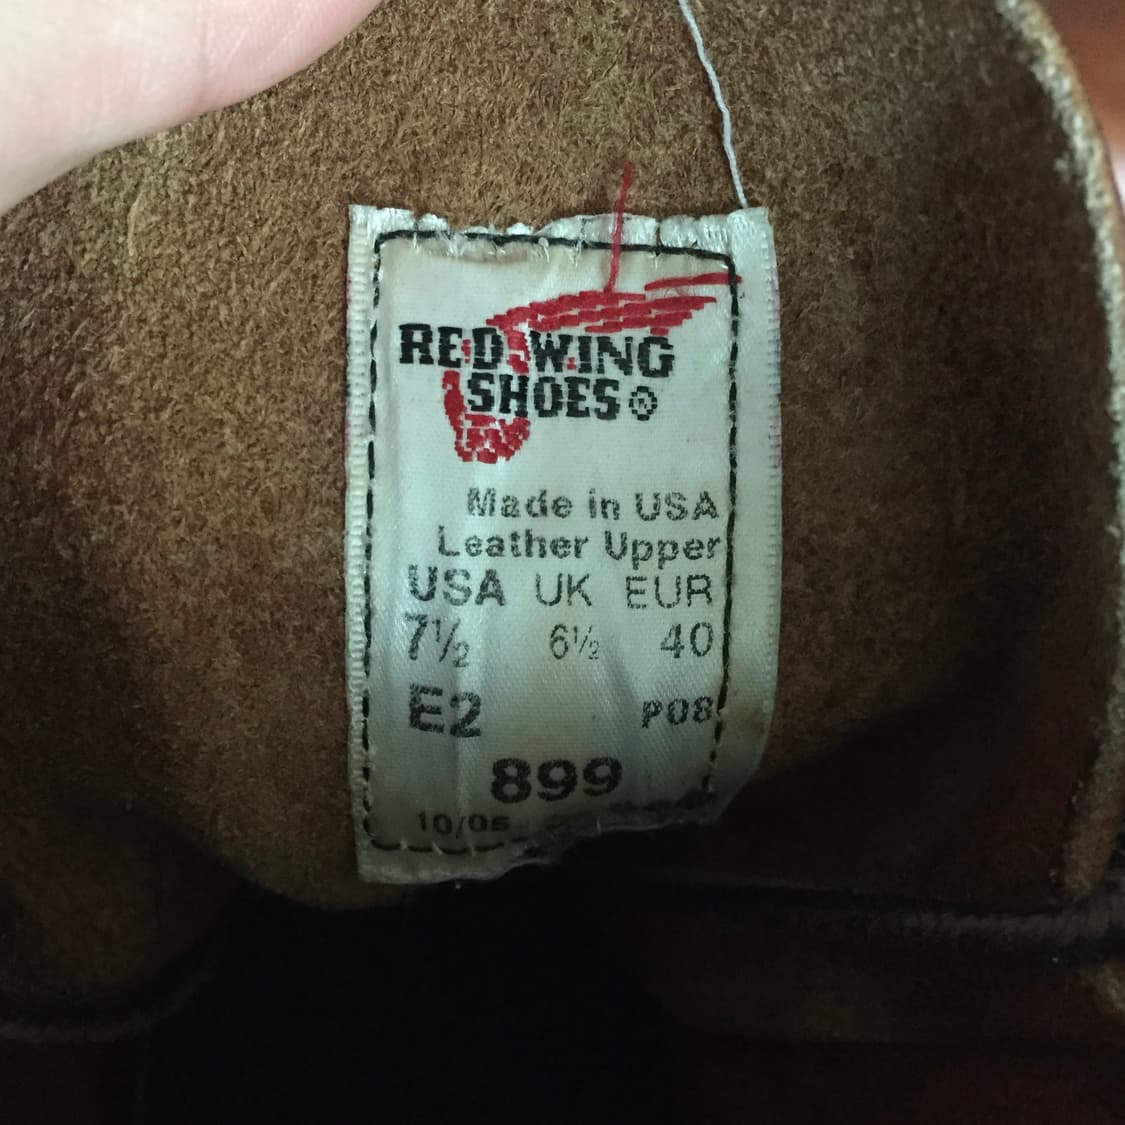 RED WING
SHOES®
Made in USA
Leather Upper
USA UK EUR
7½ 6½ 40
E2 P08
899
10/06